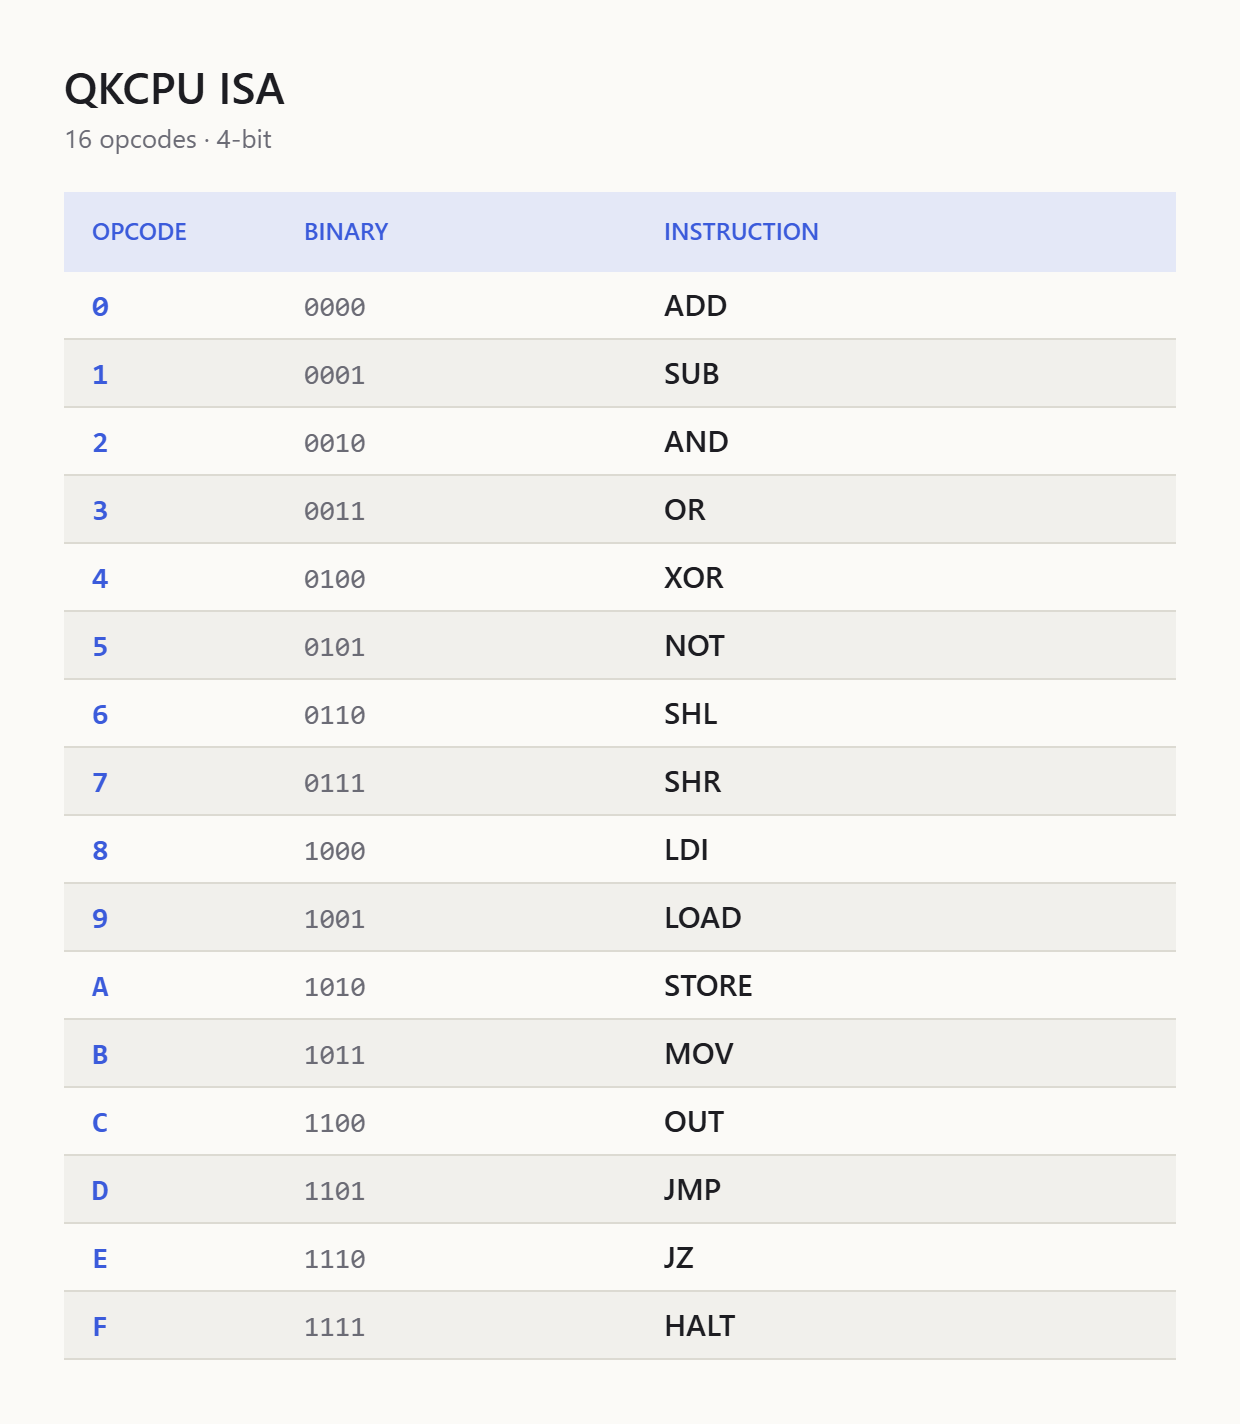 QKCPU ISA
16 opcodes · 4-bit
OPCODE BINARY INSTRUCTION
0 0000 ADD
1 0001 SUB
2 0010 AND
3 0011 OR
4 0100 XOR
5 0101 NOT
6 0110 SHL
7 0111 SHR
8 1000 LDI
9 1001 LOAD
A 1010 STORE
B 1011 MOV
C 1100 OUT
D 1101 JMP
E 1110 JZ
F 1111 HALT